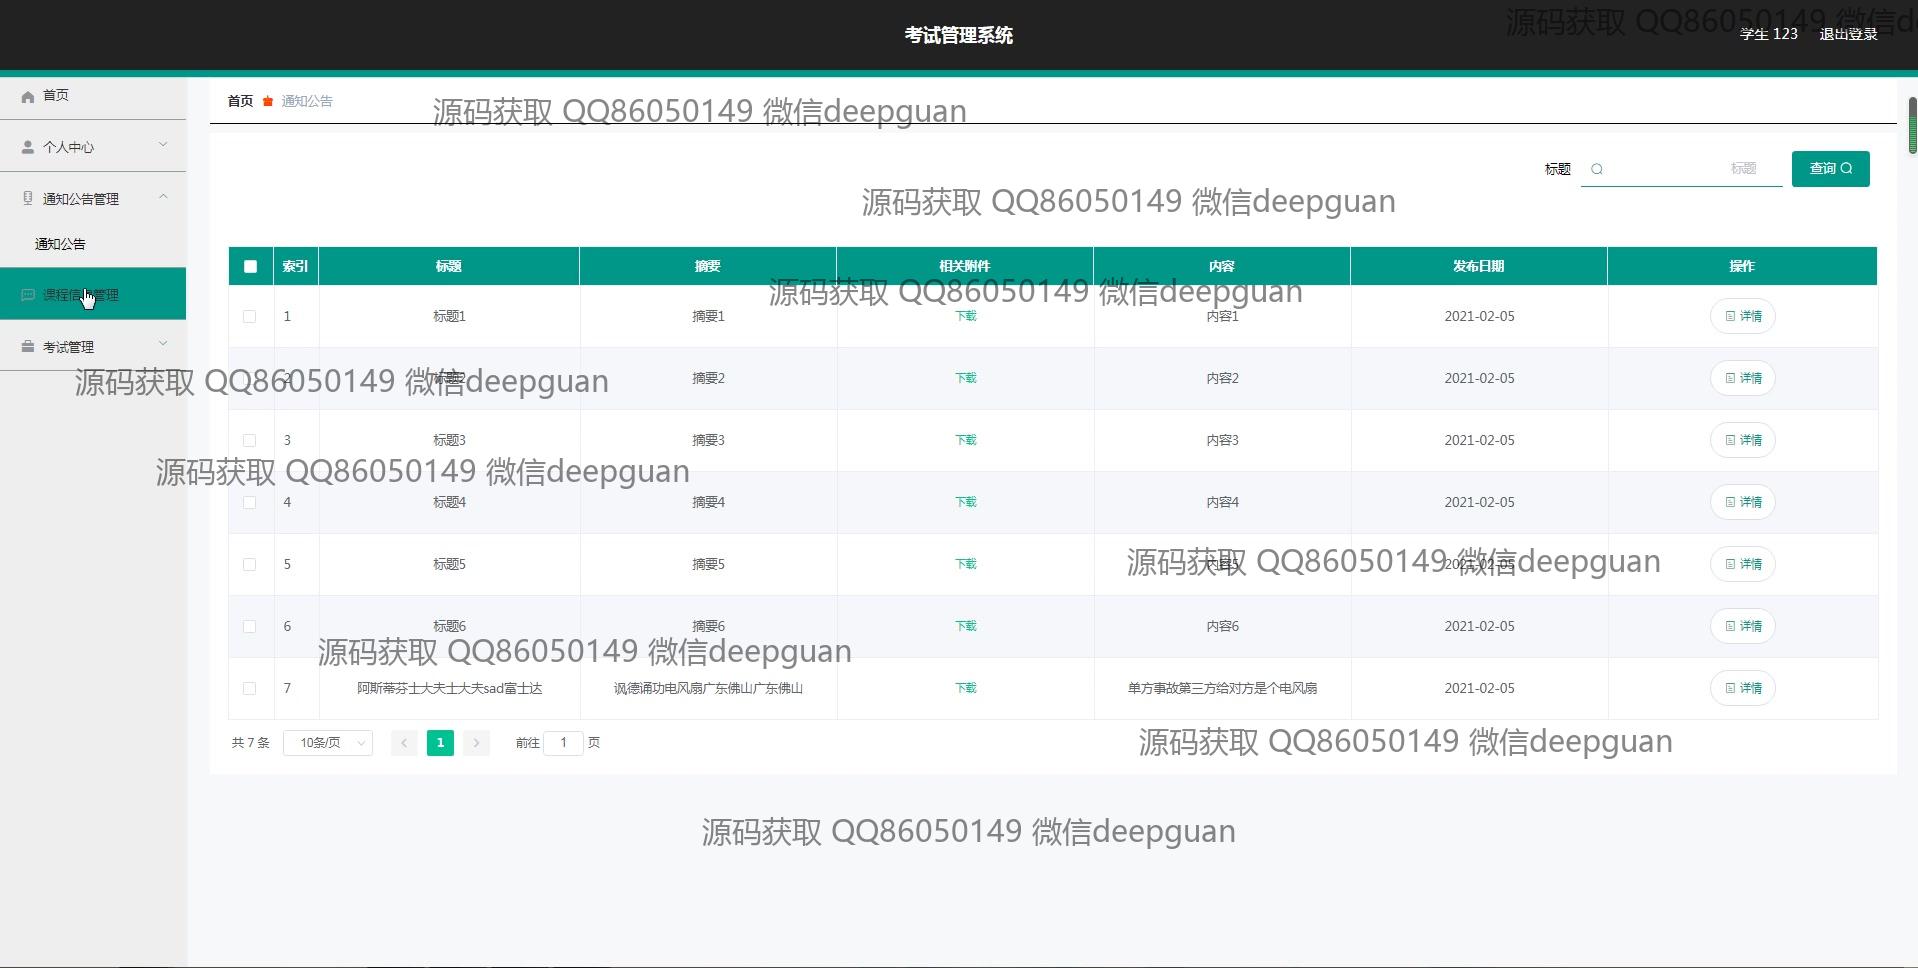 考试管理系统
学生 123 退出登录
源码获取 QQ86050149 微信d
首页
个人中心
通知公告管理
通知公告
课程信息管理
考试管理
首页 通知公告
源码获取 QQ86050149 微信deepguan
标题 标题 查询
源码获取 QQ86050149 微信deepguan
索引 标题 摘要 相关附件 内容 发布日期 操作
源码获取 QQ86050149 微信deepguan
1 标题1 摘要1 下载 内容1 2021-02-05 详情
2 标题2 摘要2 下载 内容2 2021-02-05 详情
源码获取 QQ86050149 微信deepguan
3 标题3 摘要3 下载 内容3 2021-02-05 详情
源码获取 QQ86050149 微信deepguan
4 标题4 摘要4 下载 内容4 2021-02-05 详情
5 标题5 摘要5 下载 内容5 2021-02-05 详情
源码获取 QQ86050149 微信deepguan
6 标题6 摘要6 下载 内容6 2021-02-05 详情
源码获取 QQ86050149 微信deepguan
7 阿斯蒂芬士大夫士大夫sad富士达 讽德诵功电风扇广东佛山广东佛山 下载 单方事故第三方给对方是个电风扇 2021-02-05 详情
共 7 条 10条/页 1 前往 1 页
源码获取 QQ86050149 微信deepguan
源码获取 QQ86050149 微信deepguan